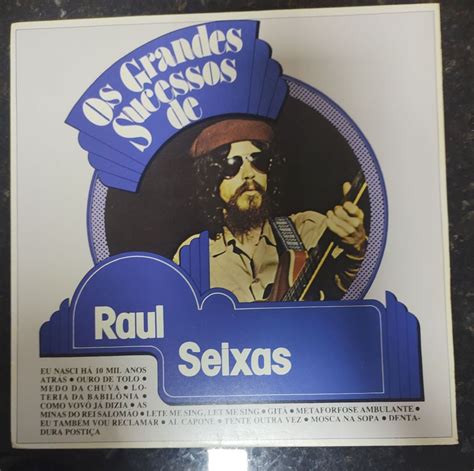 Os Grandes
Sucessos
de
Raul
Seixas
EU NASCI HÁ 10 MIL ANOS
ATRÁS • OURO DE TOLO •
MEDO DA CHUVA • LO-
TERIA DA BABILÔNIA •
COMO VOVÓ JÁ DIZIA • AS
MINAS DO REI SALOMÃO • LETE ME SING, LET ME SING • GITÁ • METAFORFOSE AMBULANTE •
EU TAMBÉM VOU RECLAMAR • AL CAPONE • TENTE OUTRA VEZ • MOSCA NA SOPA • DENTA-
DURA POSTIÇA